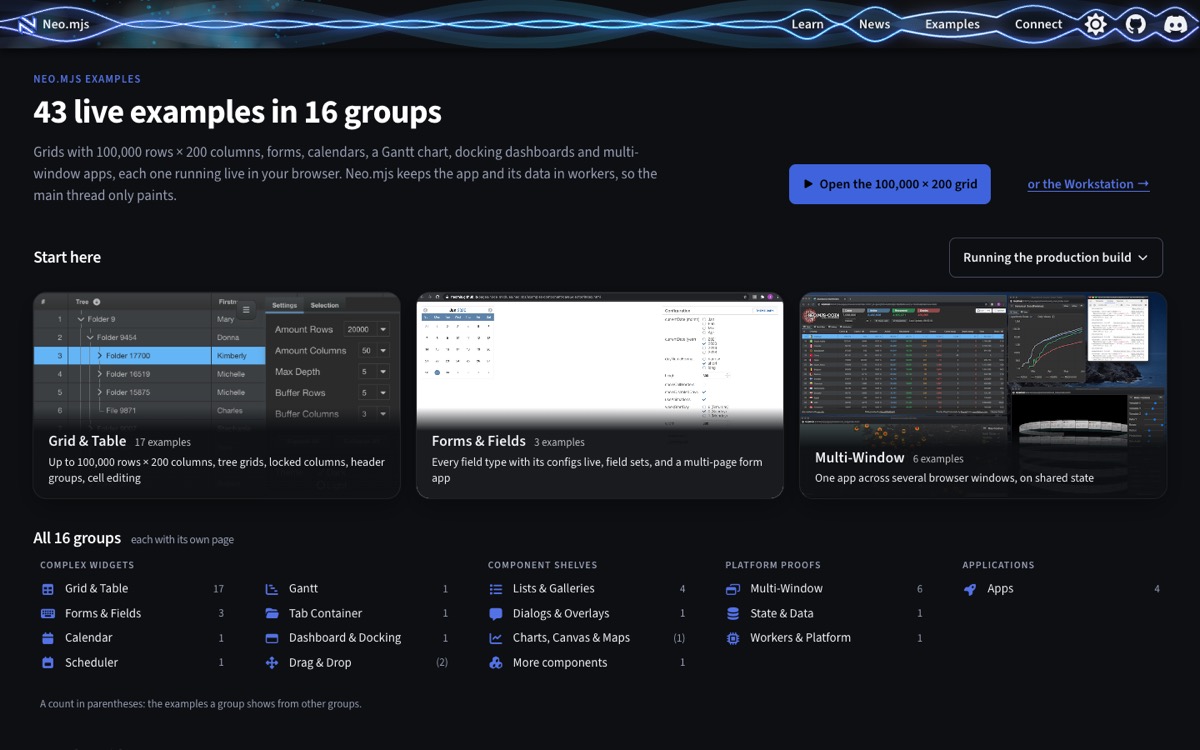 Neo.mjs
Learn
News
Examples
Connect
NEO.MJS EXAMPLES
43 live examples in 16 groups
Grids with 100,000 rows × 200 columns, forms, calendars, a Gantt chart, docking dashboards and multi-
window apps, each one running live in your browser. Neo.mjs keeps the app and its data in workers, so the
main thread only paints.
Open the 100,000 × 200 grid
or the Workstation →
Start here
Running the production build
# Tree Firstn
1 Folder 9 Mary
2 Folder 9454 Donna
3 Folder 17700 Kimberly
4 Folder 16519 Michelle
5 Folder 15875 Michelle
6 File 9871 Charles
Settings Selection
Amount Rows 20000
Amount Columns 50
Max Depth 5
Buffer Rows 5
Buffer Columns 3
Grid & Table 17 examples
Up to 100,000 rows × 200 columns, tree grids, locked columns, header
groups, cell editing
Forms & Fields 3 examples
Every field type with its configs live, field sets, and a multi-page form
app
Multi-Window 6 examples
One app across several browser windows, on shared state
All 16 groups each with its own page
COMPLEX WIDGETS
Grid & Table 17
Forms & Fields 3
Calendar 1
Scheduler 1
Gantt 1
Tab Container 1
Dashboard & Docking 1
Drag & Drop (2)
COMPONENT SHELVES
Lists & Galleries 4
Dialogs & Overlays 1
Charts, Canvas & Maps (1)
More components 1
PLATFORM PROOFS
Multi-Window 6
State & Data 1
Workers & Platform 1
APPLICATIONS
Apps 4
A count in parentheses: the examples a group shows from other groups.